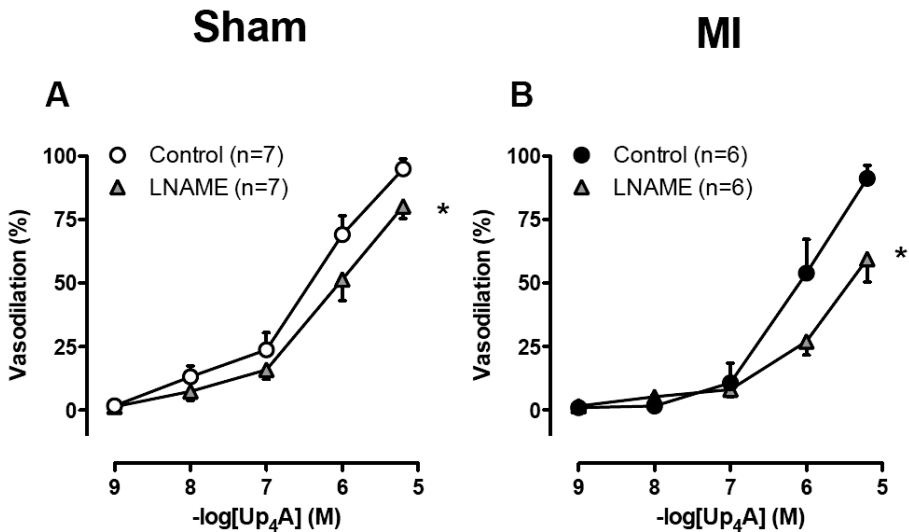 Sham
MI
A
Control (n=7)
LNAME (n=7)
100
75
50
25
0
*
Vasodilation (%)
9 8 7 6 5
-log[Up₄A] (M)
B
Control (n=6)
LNAME (n=6)
100
75
50
25
0
*
Vasodilation (%)
9 8 7 6 5
-log[Up₄A] (M)